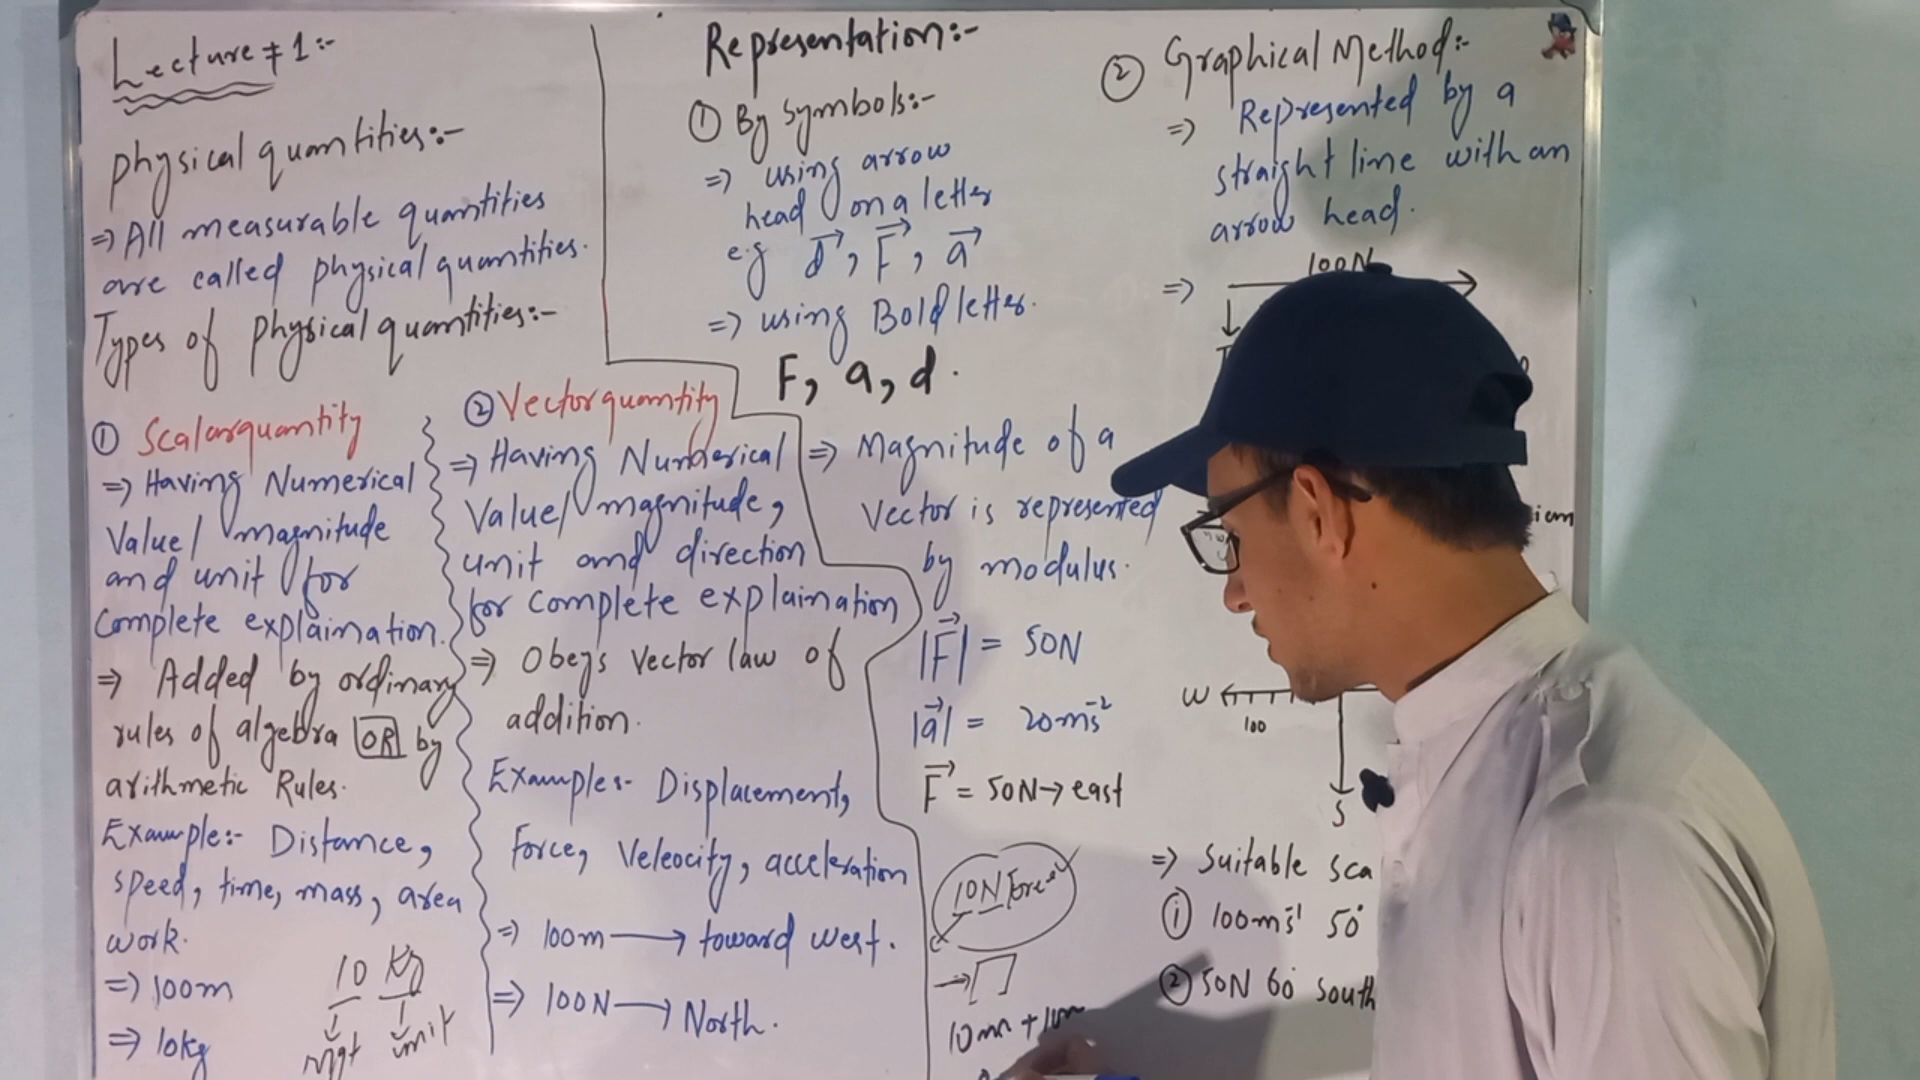 Lecture # 1:-
Physical quantities:-
=> All measurable quantities
are called physical quantities.
Types of physical quantities:-
① Scalar quantity
=> Having Numerical
Value/ magnitude
and unit for
Complete explaination.
=> Added by ordinary
rules of algebra OR by
arithmetic Rules.
Example:- Distance,
speed, time, mass, area
work.
=> 100m
=> 10kg
10 kg
mgt unit
② Vector quantity
=> Having Numberical
Value/ magnitude,
unit and direction
for complete explaination
=> Obeys Vector law of
addition.
Examples- Displacement,
force, Veleocity, acceleration
=> 100m → toward west.
=> 100N → North.
Representation:-
① By Symbols:-
=> using arrow
head on a letter
e.g d→, F→, a→
=> using Bold letter.
F, a, d.
=> Magnitude of a
Vector is represented
by modulus.
|F→| = 50N
|a→| = 20ms⁻²
F→ = 50N → east
10N Force
10m + 10m
② Graphical Method:-
=> Represented by a
straight line with an
arrow head.
=> 100N
W
100
S
=> Suitable sca
① 100ms⁻¹ 50°
② 50N 60° south